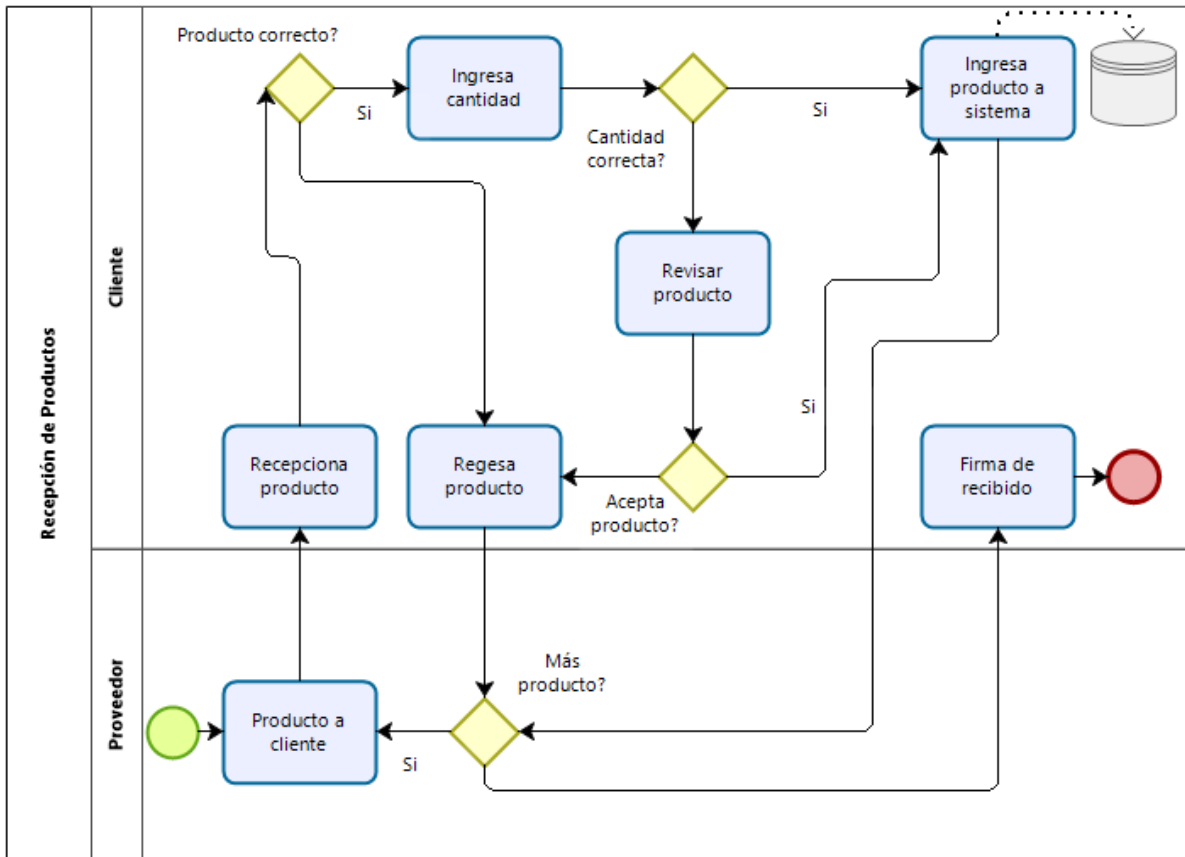 Recepción de Productos
Cliente
Producto correcto?
Si
Ingresa
cantidad
Cantidad
correcta?
Si
Ingresa
producto a
sistema
Revisar
producto
Recepciona
producto
Regesa
producto
Acepta
producto?
Si
Firma de
recibido
Proveedor
Producto a
cliente
Si
Más
producto?